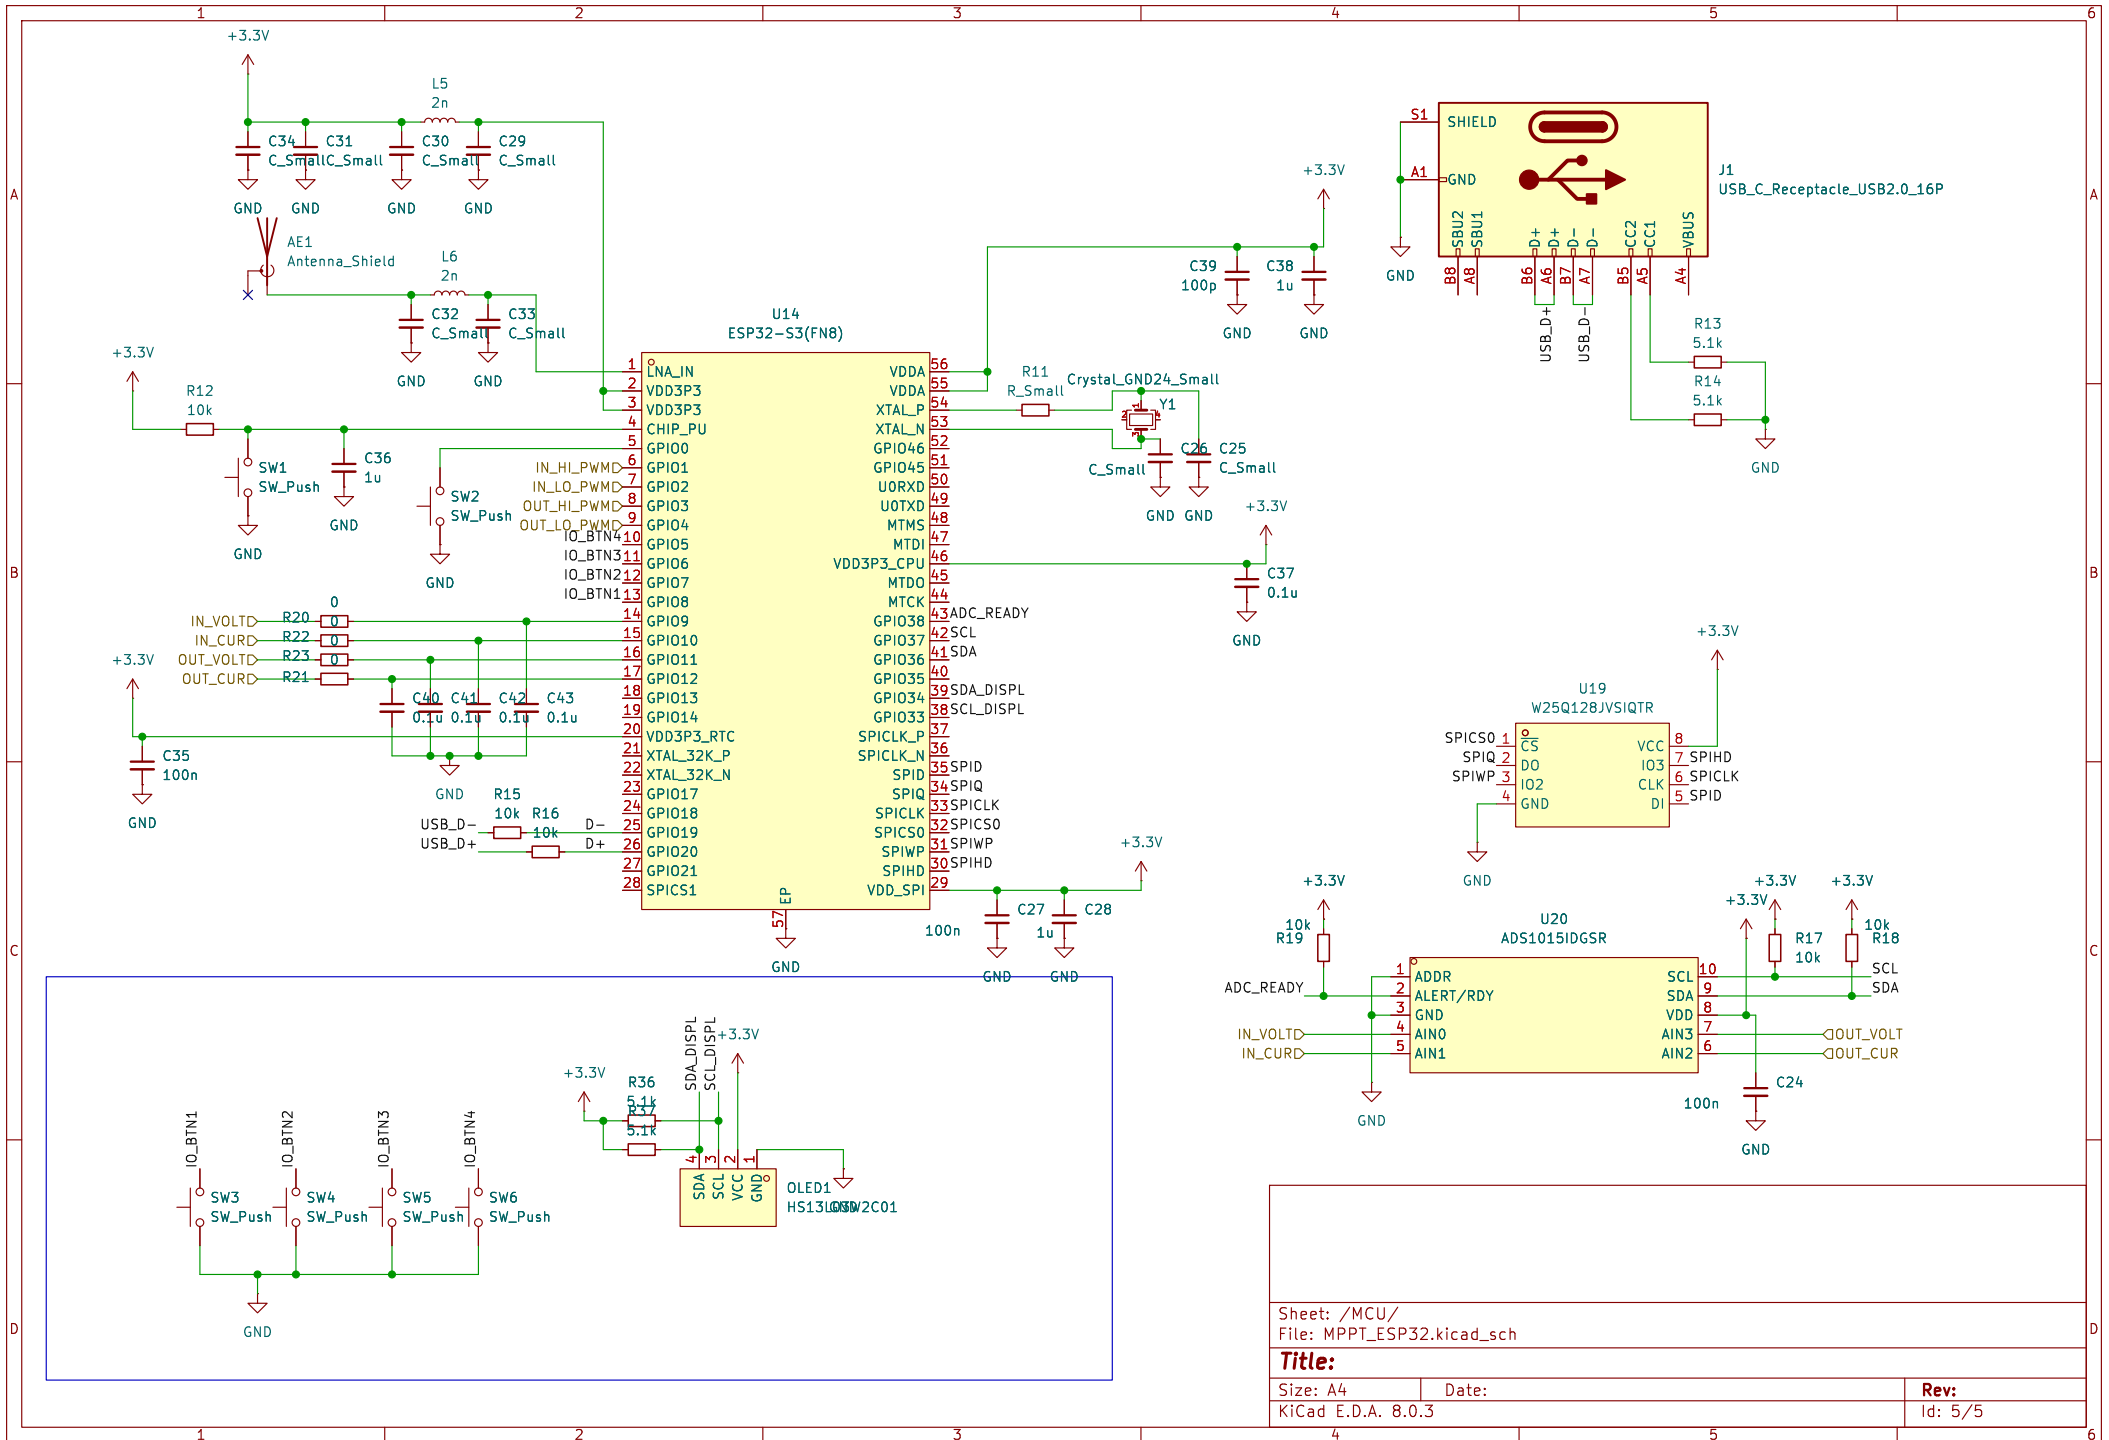 1 2 3 4 5 6
A
B
C
D
A
B
C
D
1 2 3 4 5 6
+3.3V
L5
2n
C34
C_Small
C31
C_Small
C30
C_Small
C29
C_Small
GND GND GND GND
AE1
Antenna_Shield
L6
2n
C32
C_Small
C33
C_Small
GND GND
+3.3V
R12
10k
SW1
SW_Push
GND
C36
1u
GND
SW2
SW_Push
GND
IN_HI_PWM
IN_LO_PWM
OUT_HI_PWM
OUT_LO_PWM
IO_BTN4
IO_BTN3
IO_BTN2
IO_BTN1
IN_VOLT
IN_CUR
OUT_VOLT
OUT_CUR
R20 0
R22 0
R23 0
R21 0
+3.3V
C40
0.1u
C41
0.1u
C42
0.1u
C43
0.1u
GND
C35
100n
GND
R15
10k
R16
10k
USB_D- D-
USB_D+ D+
U14
ESP32-S3(FN8)
1 LNA_IN
2 VDD3P3
3 VDD3P3
4 CHIP_PU
5 GPIO0
6 GPIO1
7 GPIO2
8 GPIO3
9 GPIO4
10 GPIO5
11 GPIO6
12 GPIO7
13 GPIO8
14 GPIO9
15 GPIO10
16 GPIO11
17 GPIO12
18 GPIO13
19 GPIO14
20 VDD3P3_RTC
21 XTAL_32K_P
22 XTAL_32K_N
23 GPIO17
24 GPIO18
25 GPIO19
26 GPIO20
27 GPIO21
28 SPICS1
VDDA 56
VDDA 55
XTAL_P 54
XTAL_N 53
GPIO46 52
GPIO45 51
U0RXD 50
U0TXD 49
MTMS 48
MTDI 47
VDD3P3_CPU 46
MTDO 45
MTCK 44
GPIO38 43 ADC_READY
GPIO37 42 SCL
GPIO36 41 SDA
GPIO35 40
GPIO34 39 SDA_DISPL
GPIO33 38 SCL_DISPL
SPICLK_P 37
SPICLK_N 36
SPID 35 SPID
SPIQ 34 SPIQ
SPICLK 33 SPICLK
SPICS0 32 SPICS0
SPIWP 31 SPIWP
SPIHD 30 SPIHD
VDD_SPI 29
EP
57
GND
+3.3V
C39
100p
C38
1u
GND GND
R11
R_Small
Crystal_GND24_Small
Y1
1
2
3
4
C26
C_Small
C25
C_Small
GND GND
+3.3V
C37
0.1u
GND
+3.3V
C27
100n
C28
1u
GND GND
J1
USB_C_Receptacle_USB2.0_16P
S1 SHIELD
A1 GND
SBU2 SBU1 D+ D+ D- D- CC2 CC1 VBUS
B8 A8 B6 A6 B7 A7 B5 A5 A4
GND
USB_D+
USB_D-
R13
5.1k
R14
5.1k
GND
+3.3V
U19
W25Q128JVSIQTR
SPICS0 1 CS
SPIQ 2 DO
SPIWP 3 IO2
4 GND
VCC 8
IO3 7 SPIHD
CLK 6 SPICLK
DI 5 SPID
GND
+3.3V
10k
R19
U20
ADS1015IDGSR
+3.3V
+3.3V
R17
10k
+3.3V
10k
R18
1 ADDR
ADC_READY 2 ALERT/RDY
3 GND
IN_VOLT 4 AIN0
IN_CUR 5 AIN1
SCL 10 SCL
SDA 9 SDA
VDD 8
AIN3 7 OUT_VOLT
AIN2 6 OUT_CUR
GND
C24
100n
GND
IO_BTN1
IO_BTN2
IO_BTN3
IO_BTN4
SW3
SW_Push
SW4
SW_Push
SW5
SW_Push
SW6
SW_Push
GND
+3.3V
R36
5.1k
R37
5.1k
SDA_DISPL
SCL_DISPL
+3.3V
4 3 2 1
SDA SCL VCC GND
OLED1
HS13L03W2C01
GND
Sheet: /MCU/
File: MPPT_ESP32.kicad_sch
Title:
Size: A4 Date: Rev:
KiCad E.D.A. 8.0.3 Id: 5/5